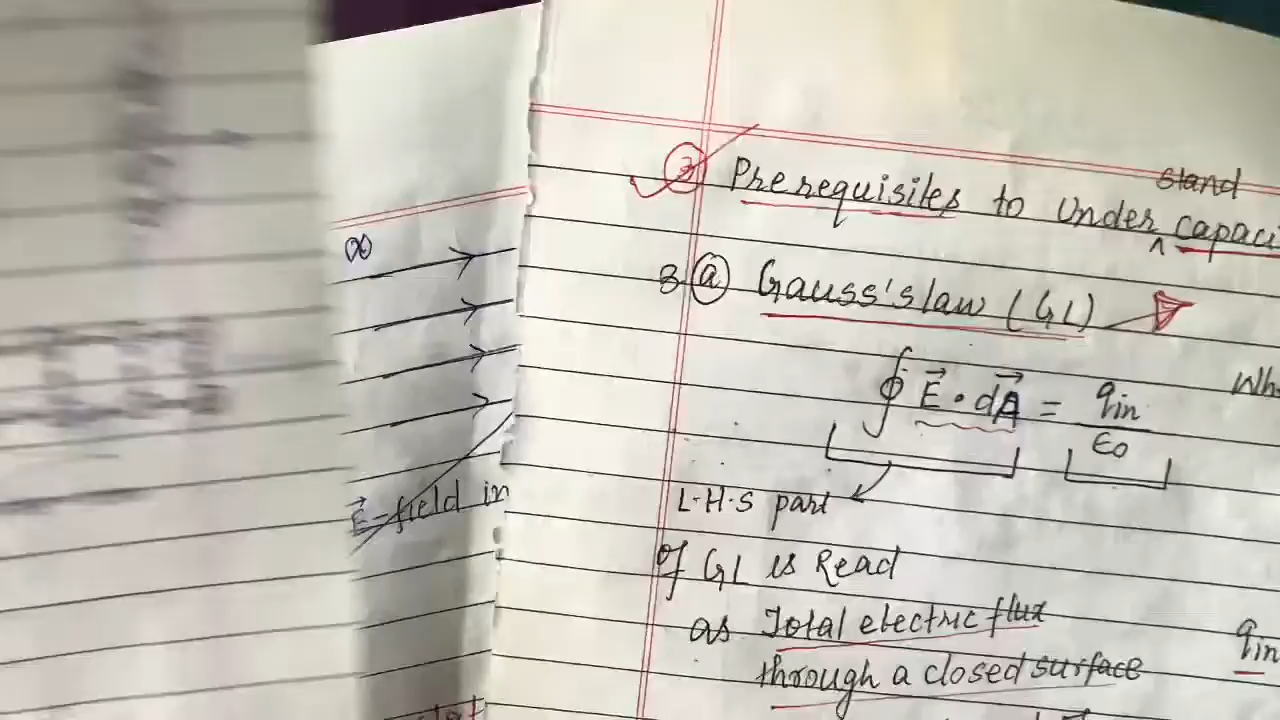 ∞
E⃗-field in
③ Prerequisites to Under^stand capaci
3 ⓐ Gauss's law (GL)
∮ E⃗ • dA⃗ = qin / ϵ0
Wh
L.H.S part
of GL is Read
as Total electric flux
qin
through a closed surface